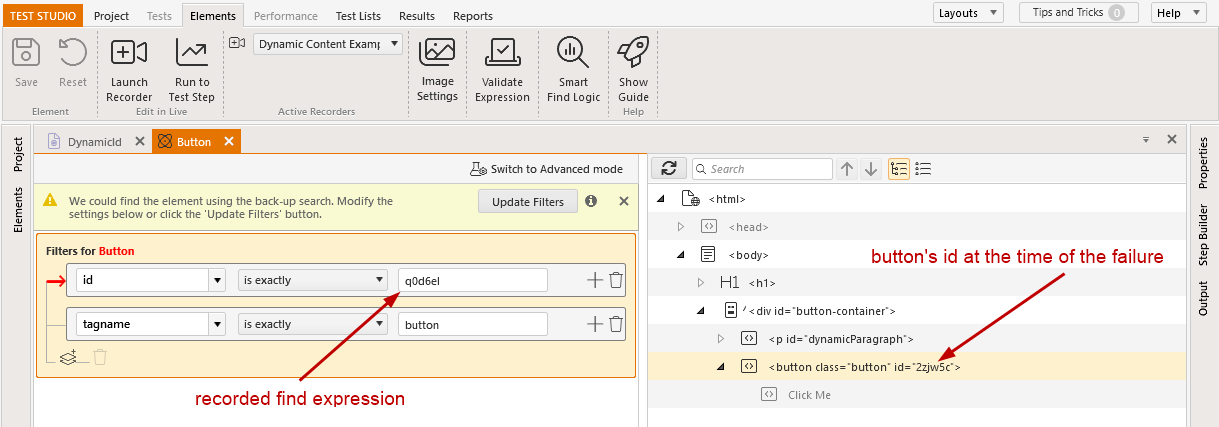 TEST STUDIO Project Tests Elements Performance Test Lists Results Reports Layouts Tips and Tricks 0 Help
Dynamic Content Examp
Save Reset Launch Recorder Run to Test Step Image Settings Validate Expression Smart Find Logic Show Guide
Element Edit in Live Active Recorders Help
Project
Elements
DynamicId Button
Switch to Advanced mode
We could find the element using the back-up search. Modify the
settings below or click the 'Update Filters' button.
Update Filters
Filters for Button
id is exactly q0d6el
tagname is exactly button
recorded find expression
Search
<html>
<head>
<body>
button's id at the time of the failure
H1 <h1>
<div id="button-container">
<p id="dynamicParagraph">
<button class="button" id="2zjw5c">
Click Me
Properties
Step Builder
Output